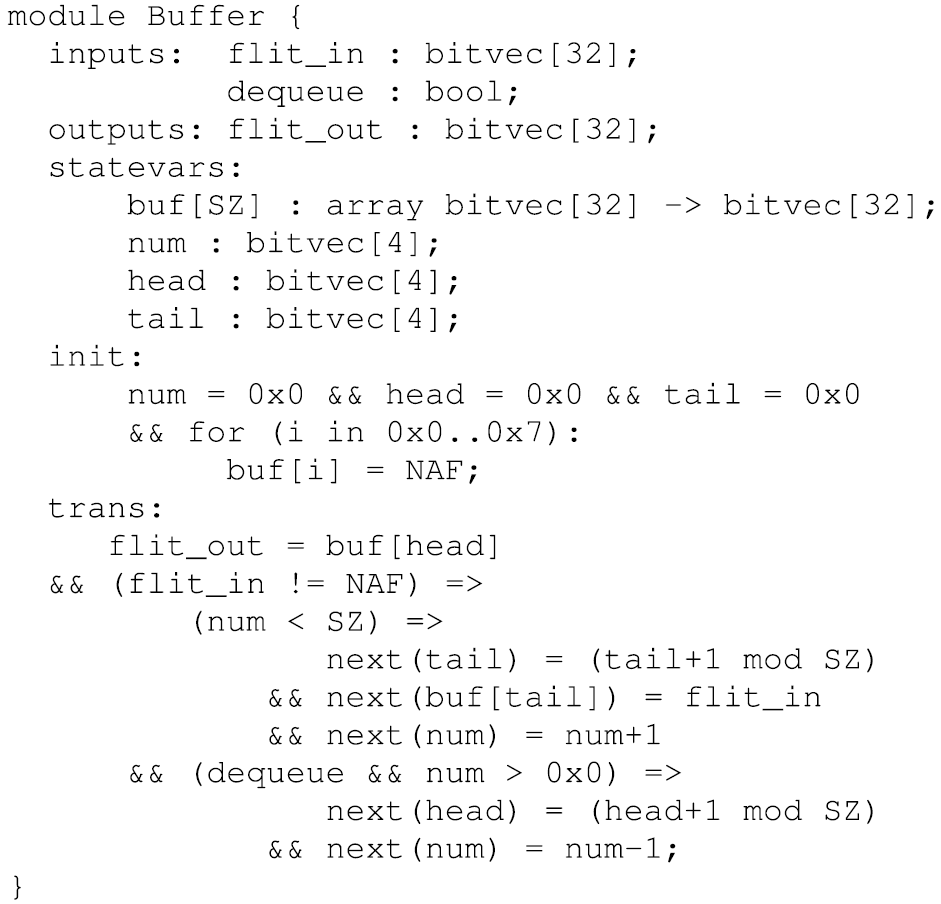 module Buffer {
inputs: flit_in : bitvec[32];
dequeue : bool;
outputs: flit_out : bitvec[32];
statevars:
buf[SZ] : array bitvec[32] -> bitvec[32];
num : bitvec[4];
head : bitvec[4];
tail : bitvec[4];
init:
num = 0x0 && head = 0x0 && tail = 0x0
&& for (i in 0x0..0x7):
buf[i] = NAF;
trans:
flit_out = buf[head]
&& (flit_in != NAF) =>
(num < SZ) =>
next(tail) = (tail+1 mod SZ)
&& next(buf[tail]) = flit_in
&& next(num) = num+1
&& (dequeue && num > 0x0) =>
next(head) = (head+1 mod SZ)
&& next(num) = num-1;
}